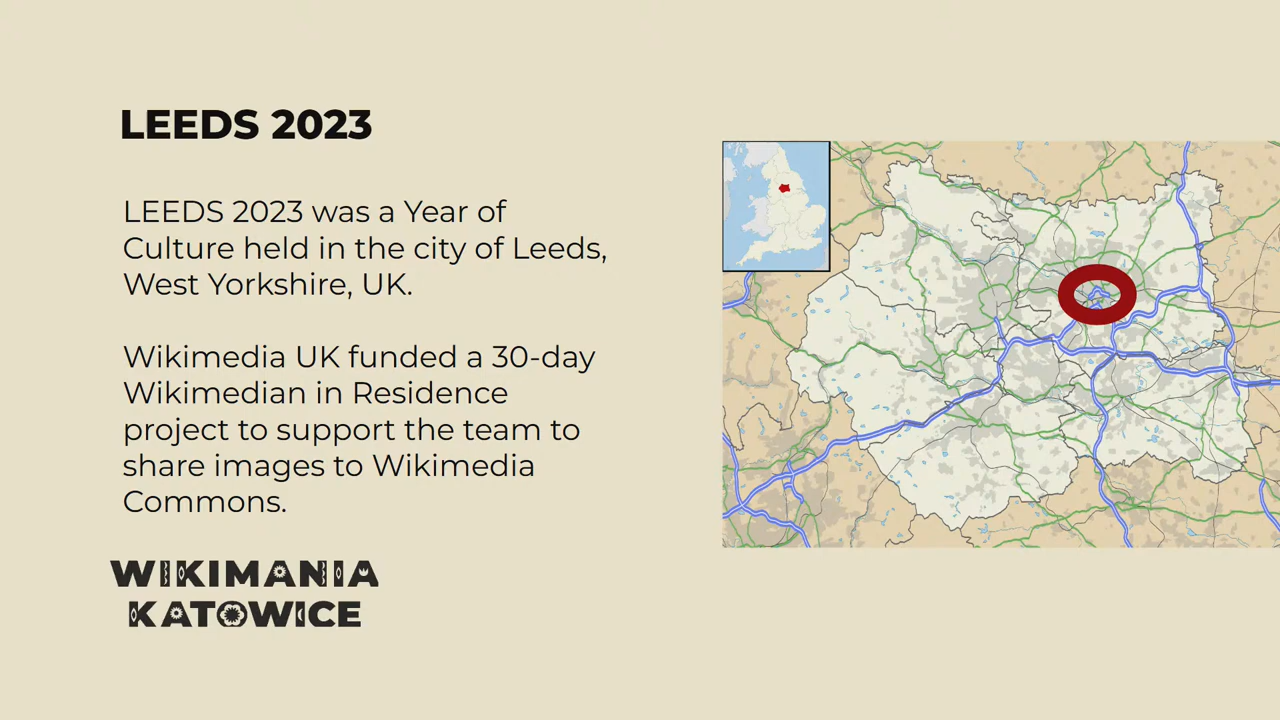 LEEDS 2023
LEEDS 2023 was a Year of
Culture held in the city of Leeds,
West Yorkshire, UK.
Wikimedia UK funded a 30-day
Wikimedian in Residence
project to support the team to
share images to Wikimedia
Commons.
WIKIMANIA
KATOWICE